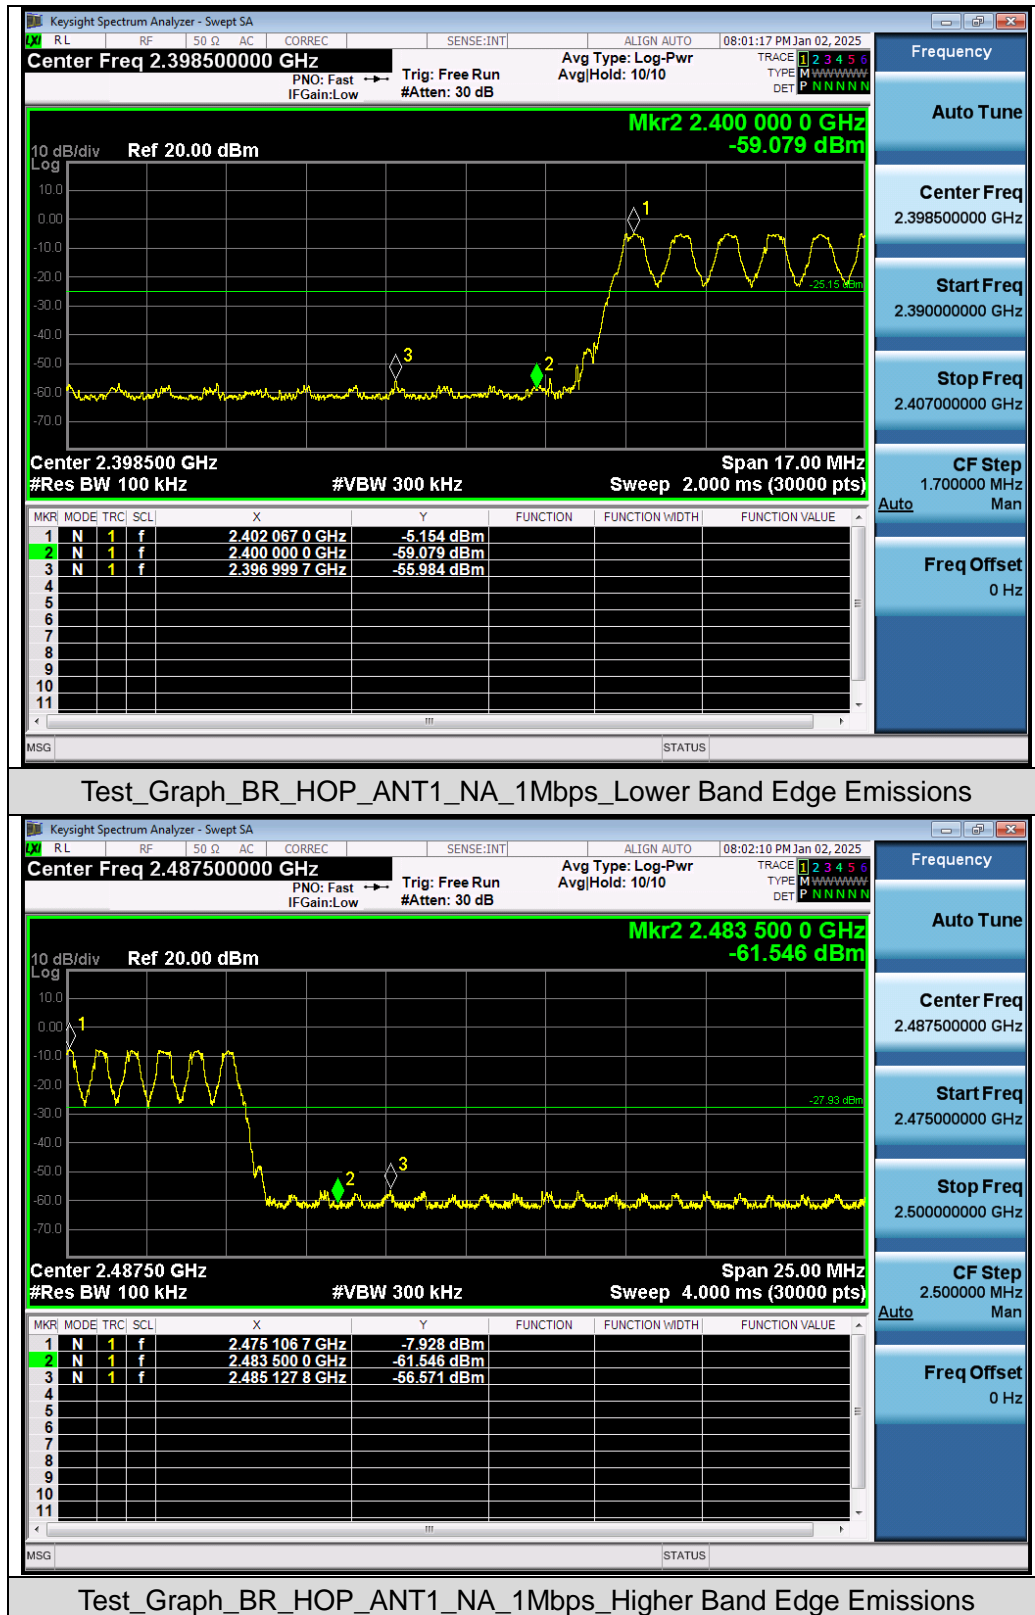 Keysight Spectrum Analyzer - Swept SA
LXI RL RF 50 Ω AC CORREC SENSE:INT ALIGN AUTO 08:01:17 PM Jan 02, 2025
Center Freq 2.398500000 GHz
PNO: Fast
IFGain:Low
Trig: Free Run
#Atten: 30 dB
Avg Type: Log-Pwr
Avg|Hold: 10/10
TRACE 1 2 3 4 5 6
TYPE M W W W W W
DET P N N N N N
Mkr2 2.400 000 0 GHz
-59.079 dBm
10 dB/div Ref 20.00 dBm
Log
10.0
0.00
-10.0
-20.0
-30.0
-40.0
-50.0
-60.0
-70.0
1
2
3
-25.15 dBm
Center 2.398500 GHz Span 17.00 MHz
#Res BW 100 kHz #VBW 300 kHz Sweep 2.000 ms (30000 pts)
MKR MODE TRC SCL X Y FUNCTION FUNCTION WIDTH FUNCTION VALUE
1 N 1 f 2.402 067 0 GHz -5.154 dBm
2 N 1 f 2.400 000 0 GHz -59.079 dBm
3 N 1 f 2.396 999 7 GHz -55.984 dBm
4
5
6
7
8
9
10
11
MSG STATUS
Frequency
Auto Tune
Center Freq
2.398500000 GHz
Start Freq
2.390000000 GHz
Stop Freq
2.407000000 GHz
CF Step
1.700000 MHz
Auto Man
Freq Offset
0 Hz
Test_Graph_BR_HOP_ANT1_NA_1Mbps_Lower Band Edge Emissions
Keysight Spectrum Analyzer - Swept SA
LXI RL RF 50 Ω AC CORREC SENSE:INT ALIGN AUTO 08:02:10 PM Jan 02, 2025
Center Freq 2.487500000 GHz
PNO: Fast
IFGain:Low
Trig: Free Run
#Atten: 30 dB
Avg Type: Log-Pwr
Avg|Hold: 10/10
TRACE 1 2 3 4 5 6
TYPE M W W W W W
DET P N N N N N
Mkr2 2.483 500 0 GHz
-61.546 dBm
10 dB/div Ref 20.00 dBm
Log
10.0
0.00
-10.0
-20.0
-30.0
-40.0
-50.0
-60.0
-70.0
1
2
3
-27.93 dBm
Center 2.48750 GHz Span 25.00 MHz
#Res BW 100 kHz #VBW 300 kHz Sweep 4.000 ms (30000 pts)
MKR MODE TRC SCL X Y FUNCTION FUNCTION WIDTH FUNCTION VALUE
1 N 1 f 2.475 106 7 GHz -7.928 dBm
2 N 1 f 2.483 500 0 GHz -61.546 dBm
3 N 1 f 2.485 127 8 GHz -56.571 dBm
4
5
6
7
8
9
10
11
MSG STATUS
Frequency
Auto Tune
Center Freq
2.487500000 GHz
Start Freq
2.475000000 GHz
Stop Freq
2.500000000 GHz
CF Step
2.500000 MHz
Auto Man
Freq Offset
0 Hz
Test_Graph_BR_HOP_ANT1_NA_1Mbps_Higher Band Edge Emissions